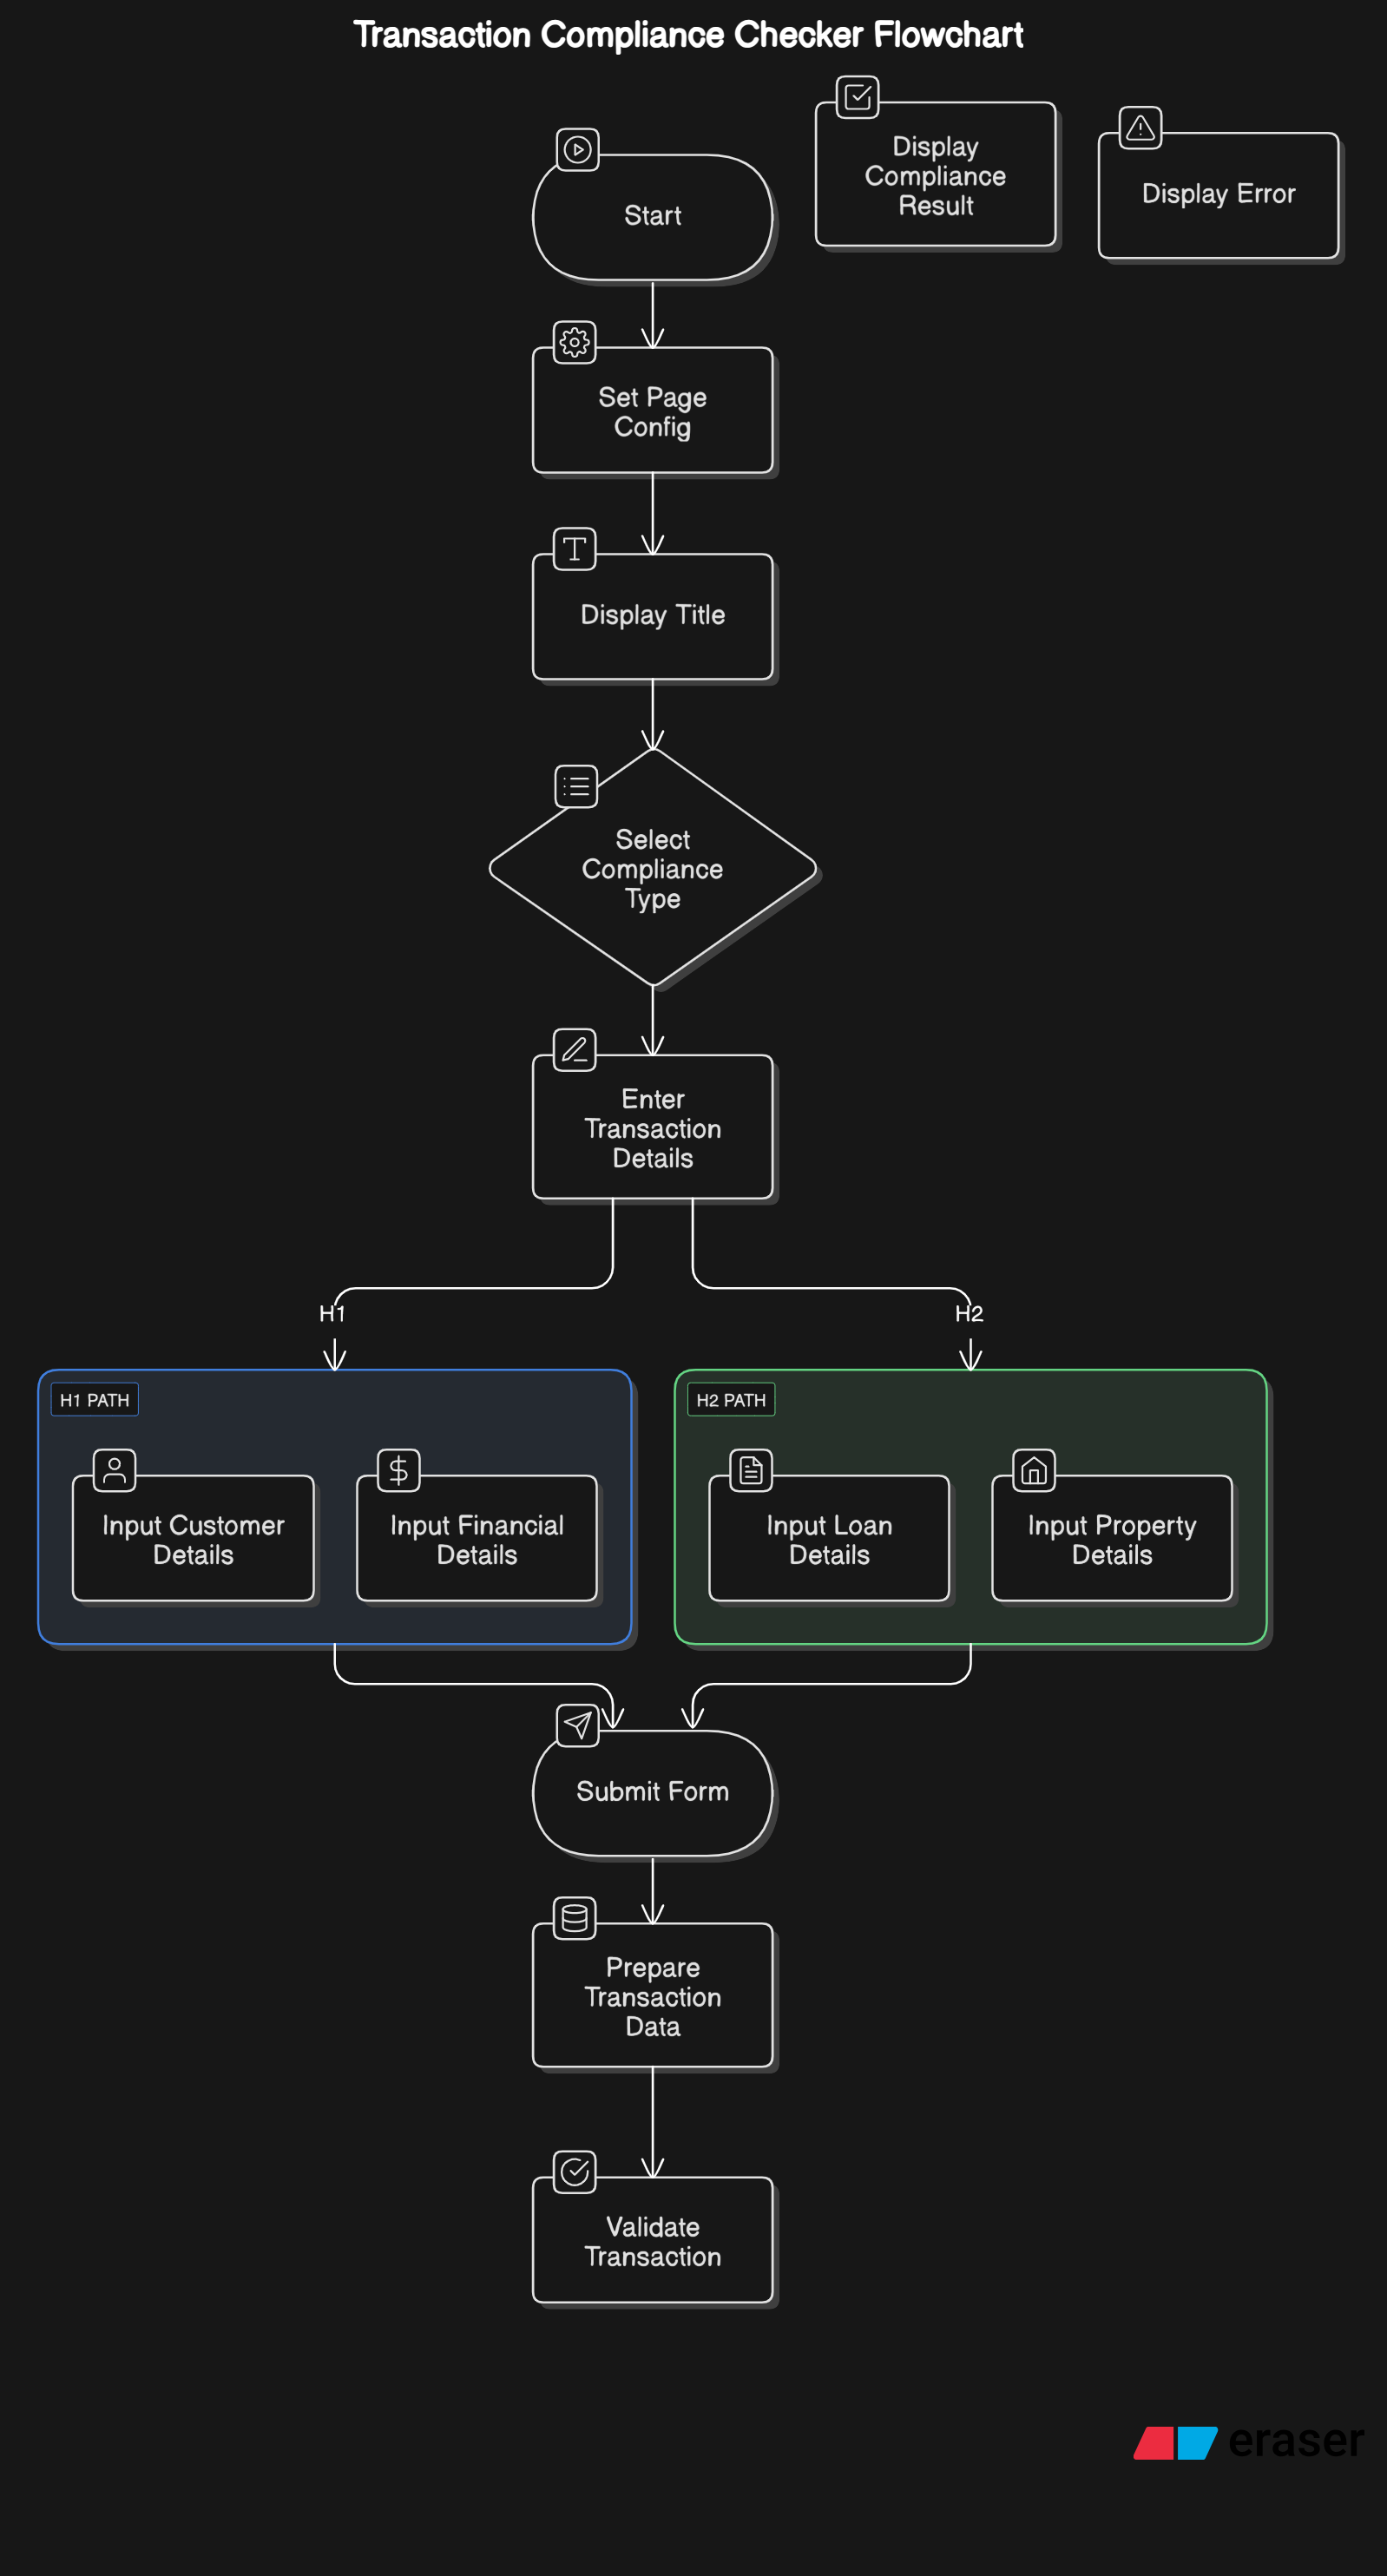 Transaction Compliance Checker Flowchart
Display
Compliance
Result
Display Error
Start
Set Page
Config
Display Title
Select
Compliance
Type
Enter
Transaction
Details
H1
H2
H1 PATH
Input Customer
Details
Input Financial
Details
H2 PATH
Input Loan
Details
Input Property
Details
Submit Form
Prepare
Transaction
Data
Validate
Transaction
eraser